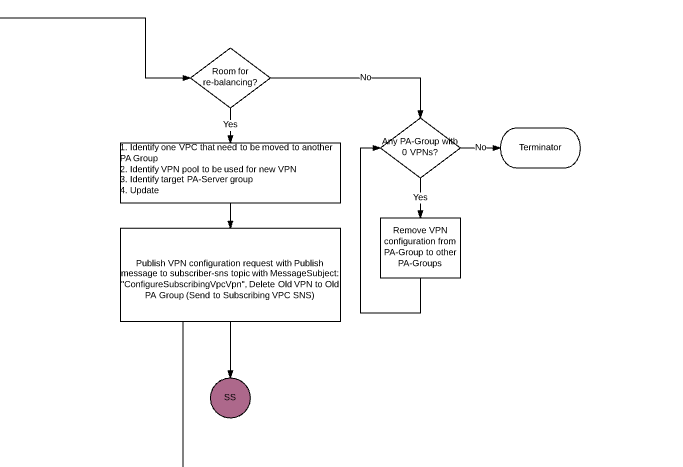 Room for
re-balancing?
No
Yes
Any PA-Group with
0 VPNs?
No
Terminator
1. Identify one VPC that need to be moved to another
PA Group
2. Identify VPN pool to be used for new VPN
3. Identify target PA-Server group
4. Update
Yes
Remove VPN
configuration from
PA-Group to other
PA-Groups
Publish VPN configuration request with Publish
message to subscriber-sns topic with MessageSubject:
"ConfigureSubscribingVpcVpn", Delete Old VPN to Old
PA Group (Send to Subscribing VPC SNS)
SS